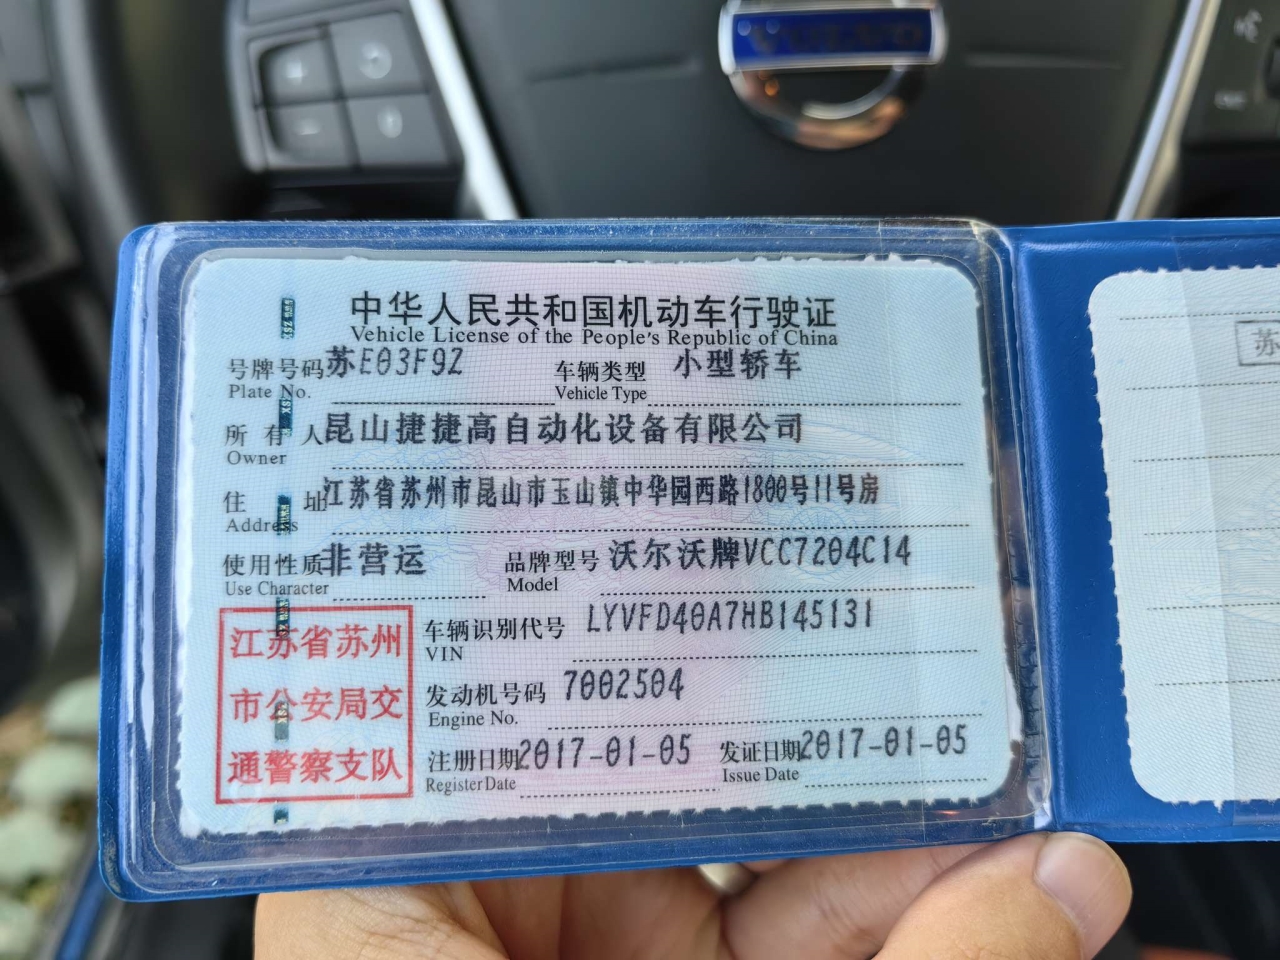 VOLVO
中华人民共和国机动车行驶证
Vehicle License of the People's Republic of China
号牌号码 苏E03F9Z 车辆类型 小型轿车
Plate No. Vehicle Type
所有人 昆山捷捷高自动化设备有限公司
Owner
住址 江苏省苏州市昆山市玉山镇中华园西路1800号11号房
Address
使用性质 非营运 品牌型号 沃尔沃牌VCC7204C14
Use Character Model
江苏省苏州
市公安局交
通警察支队
车辆识别代号 LYVFD40A7HB145131
VIN
发动机号码 7002504
Engine No.
注册日期 2017-01-05 发证日期 2017-01-05
Register Date Issue Date
苏